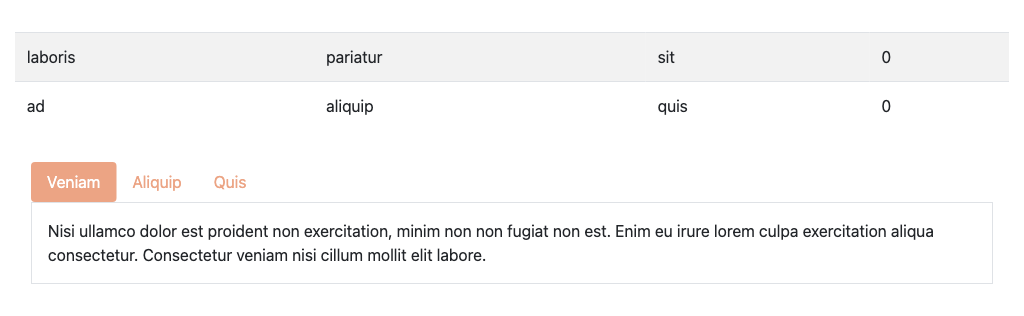 laboris pariatur sit 0
ad aliquip quis 0
Veniam Aliquip Quis
Nisi ullamco dolor est proident non exercitation, minim non non fugiat non est. Enim eu irure lorem culpa exercitation aliqua
consectetur. Consectetur veniam nisi cillum mollit elit labore.